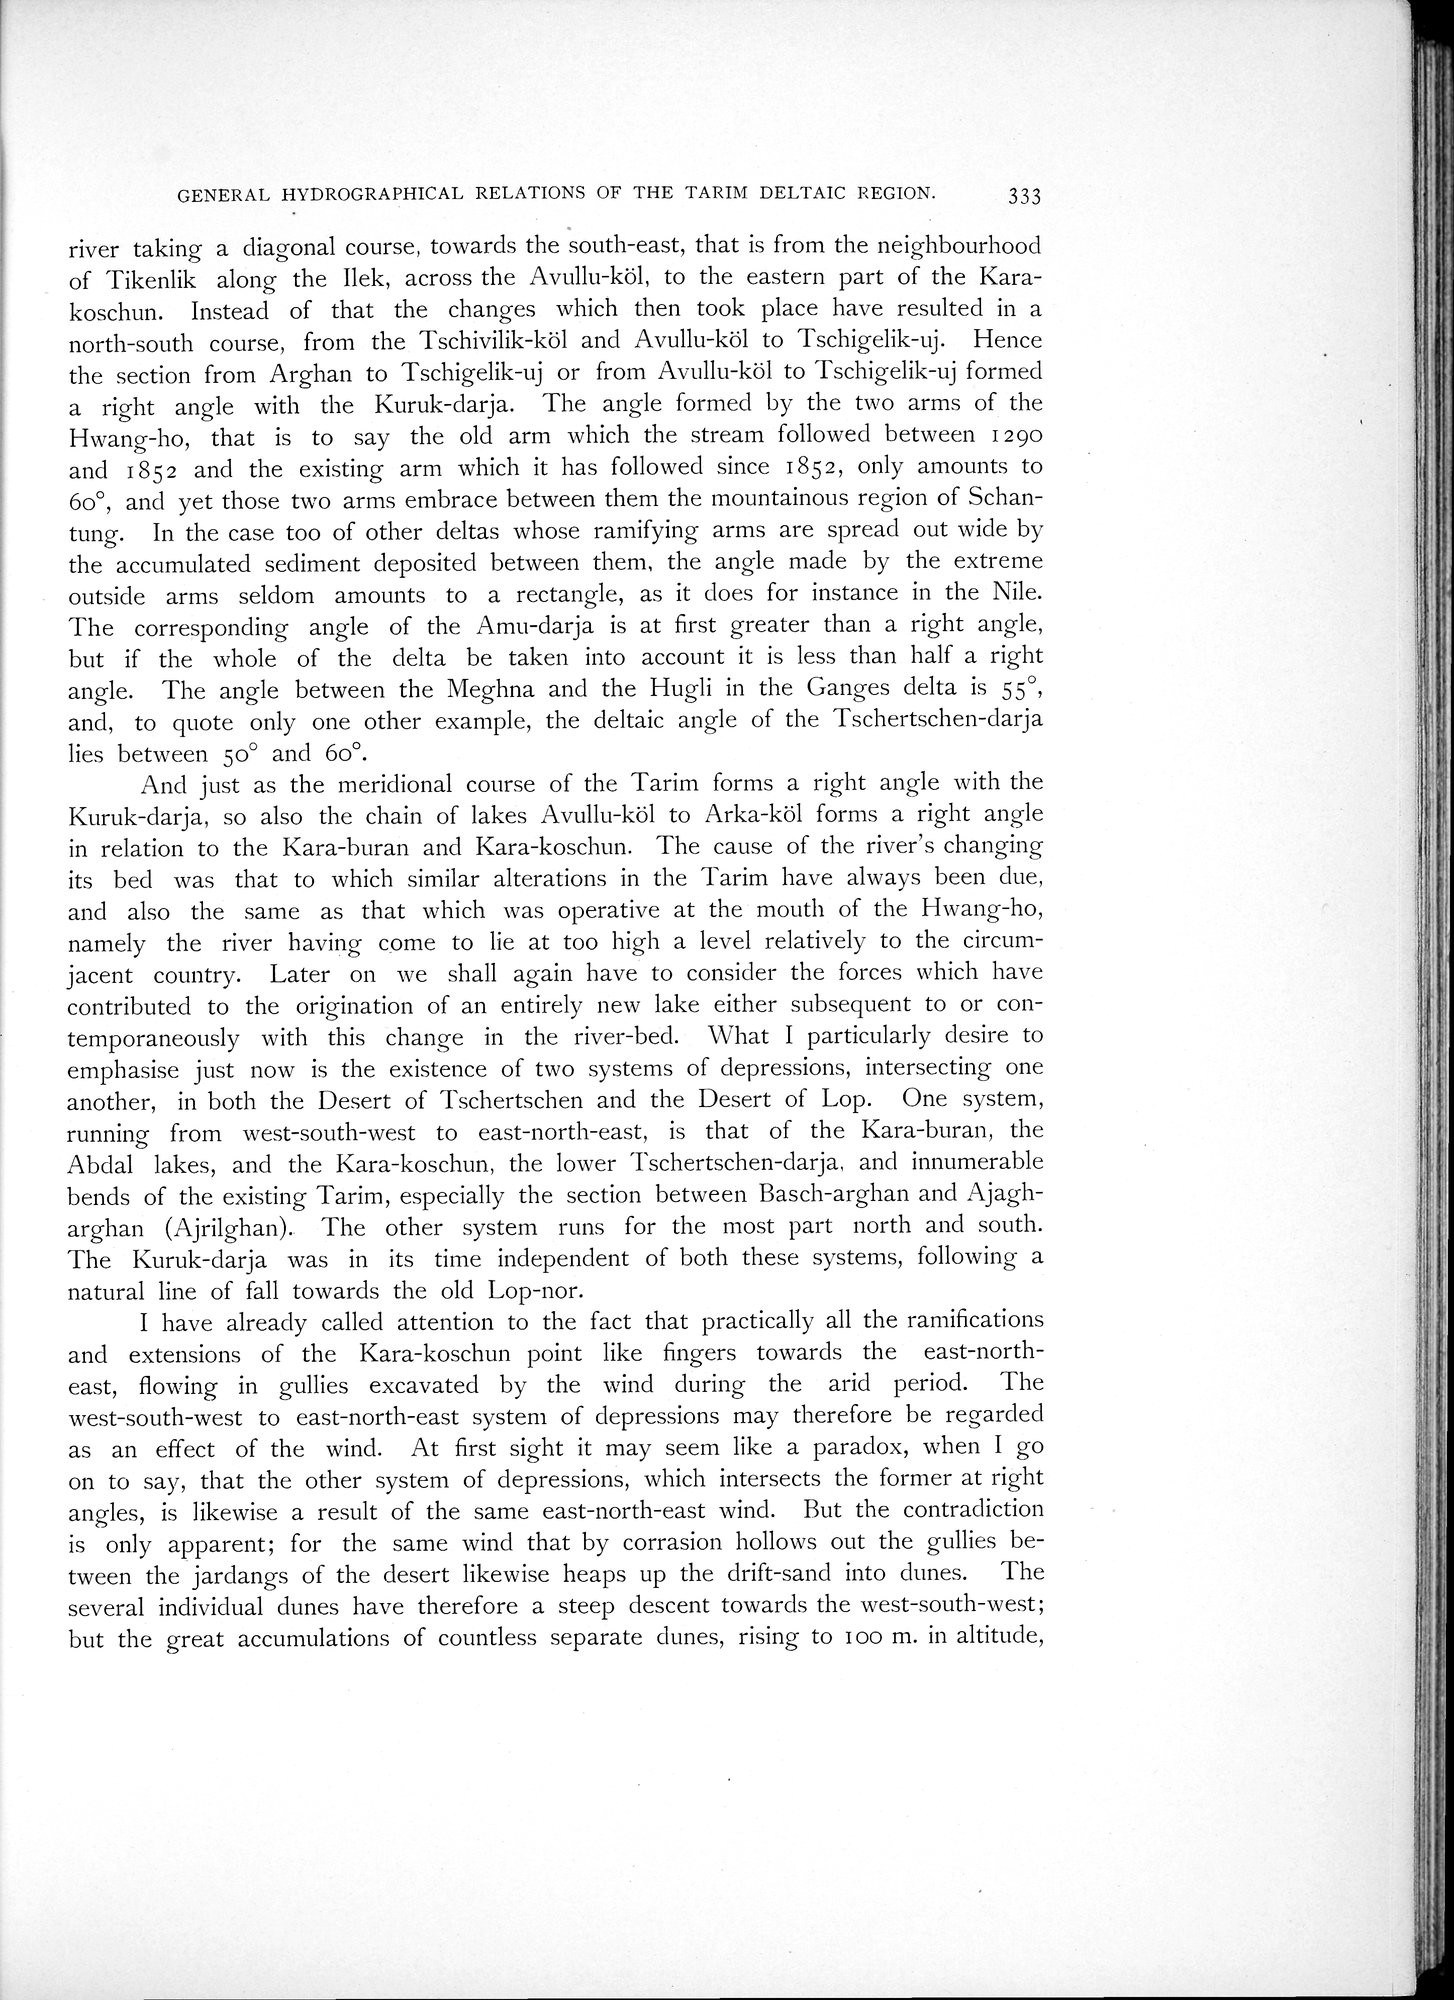 GENERAL HYDROGRAPHICAL RELATIONS OF THE TARIM DELTAIC REGION. 333
river taking a diagonal course, towards the south-east, that is from the neighbourhood
of Tikenlik along the Ilek, across the Avullu-köl, to the eastern part of the Kara-
koschun. Instead of that the changes which then took place have resulted in a
north-south course, from the Tschivilik-köl and Avullu-köl to Tschigelik-uj. Hence
the section from Arghan to Tschigelik-uj or from Avullu-köl to Tschigelik-uj formed
a right angle with the Kuruk-darja. The angle formed by the two arms of the
Hwang-ho, that is to say the old arm which the stream followed between 1290
and 1852 and the existing arm which it has followed since 1852, only amounts to
60°, and yet those two arms embrace between them the mountainous region of Schan-
tung. In the case too of other deltas whose ramifying arms are spread out wide by
the accumulated sediment deposited between them, the angle made by the extreme
outside arms seldom amounts to a rectangle, as it does for instance in the Nile.
The corresponding angle of the Amu-darja is at first greater than a right angle,
but if the whole of the delta be taken into account it is less than half a right
angle. The angle between the Meghna and the Hugli in the Ganges delta is 55°,
and, to quote only one other example, the deltaic angle of the Tschertschen-darja
lies between 50° and 60°.
And just as the meridional course of the Tarim forms a right angle with the
Kuruk-darja, so also the chain of lakes Avullu-köl to Arka-köl forms a right angle
in relation to the Kara-buran and Kara-koschun. The cause of the river's changing
its bed was that to which similar alterations in the Tarim have always been due,
and also the same as that which was operative at the mouth of the Hwang-ho,
namely the river having come to lie at too high a level relatively to the circum-
jacent country. Later on we shall again have to consider the forces which have
contributed to the origination of an entirely new lake either subsequent to or con-
temporaneously with this change in the river-bed. What I particularly desire to
emphasise just now is the existence of two systems of depressions, intersecting one
another, in both the Desert of Tschertschen and the Desert of Lop. One system,
running from west-south-west to east-north-east, is that of the Kara-buran, the
Abdal lakes, and the Kara-koschun, the lower Tschertschen-darja, and innumerable
bends of the existing Tarim, especially the section between Basch-arghan and Ajagh-
arghan (Ajrilghan). The other system runs for the most part north and south.
The Kuruk-darja was in its time independent of both these systems, following a
natural line of fall towards the old Lop-nor.
I have already called attention to the fact that practically all the ramifications
and extensions of the Kara-koschun point like fingers towards the east-north-
east, flowing in gullies excavated by the wind during the arid period. The
west-south-west to east-north-east system of depressions may therefore be regarded
as an effect of the wind. At first sight it may seem like a paradox, when I go
on to say, that the other system of depressions, which intersects the former at right
angles, is likewise a result of the same east-north-east wind. But the contradiction
is only apparent; for the same wind that by corrasion hollows out the gullies be-
tween the jardangs of the desert likewise heaps up the drift-sand into dunes. The
several individual dunes have therefore a steep descent towards the west-south-west;
but the great accumulations of countless separate dunes, rising to 100 m. in altitude,